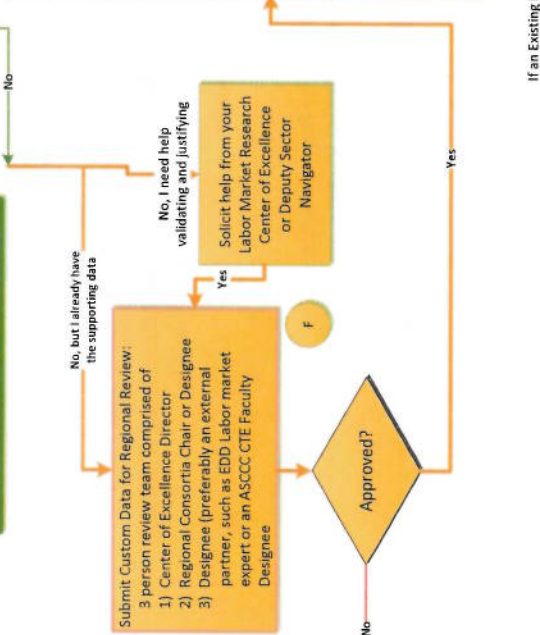 No
No, but I already have
the supporting data
No, I need help
validating and justifying
Solicit help from your
Labor Market Research
Center of Excellence
or Deputy Sector
Navigator
Yes
Submit Custom Data for Regional Review:
3 person review team comprised of
1) Center of Excellence Director
2) Regional Consortia Chair or Designee
3) Designee (preferably an external
partner, such as EDD Labor market
expert or an ASCCC CTE Faculty
Designee
F
Approved?
No
Yes
If an Existing